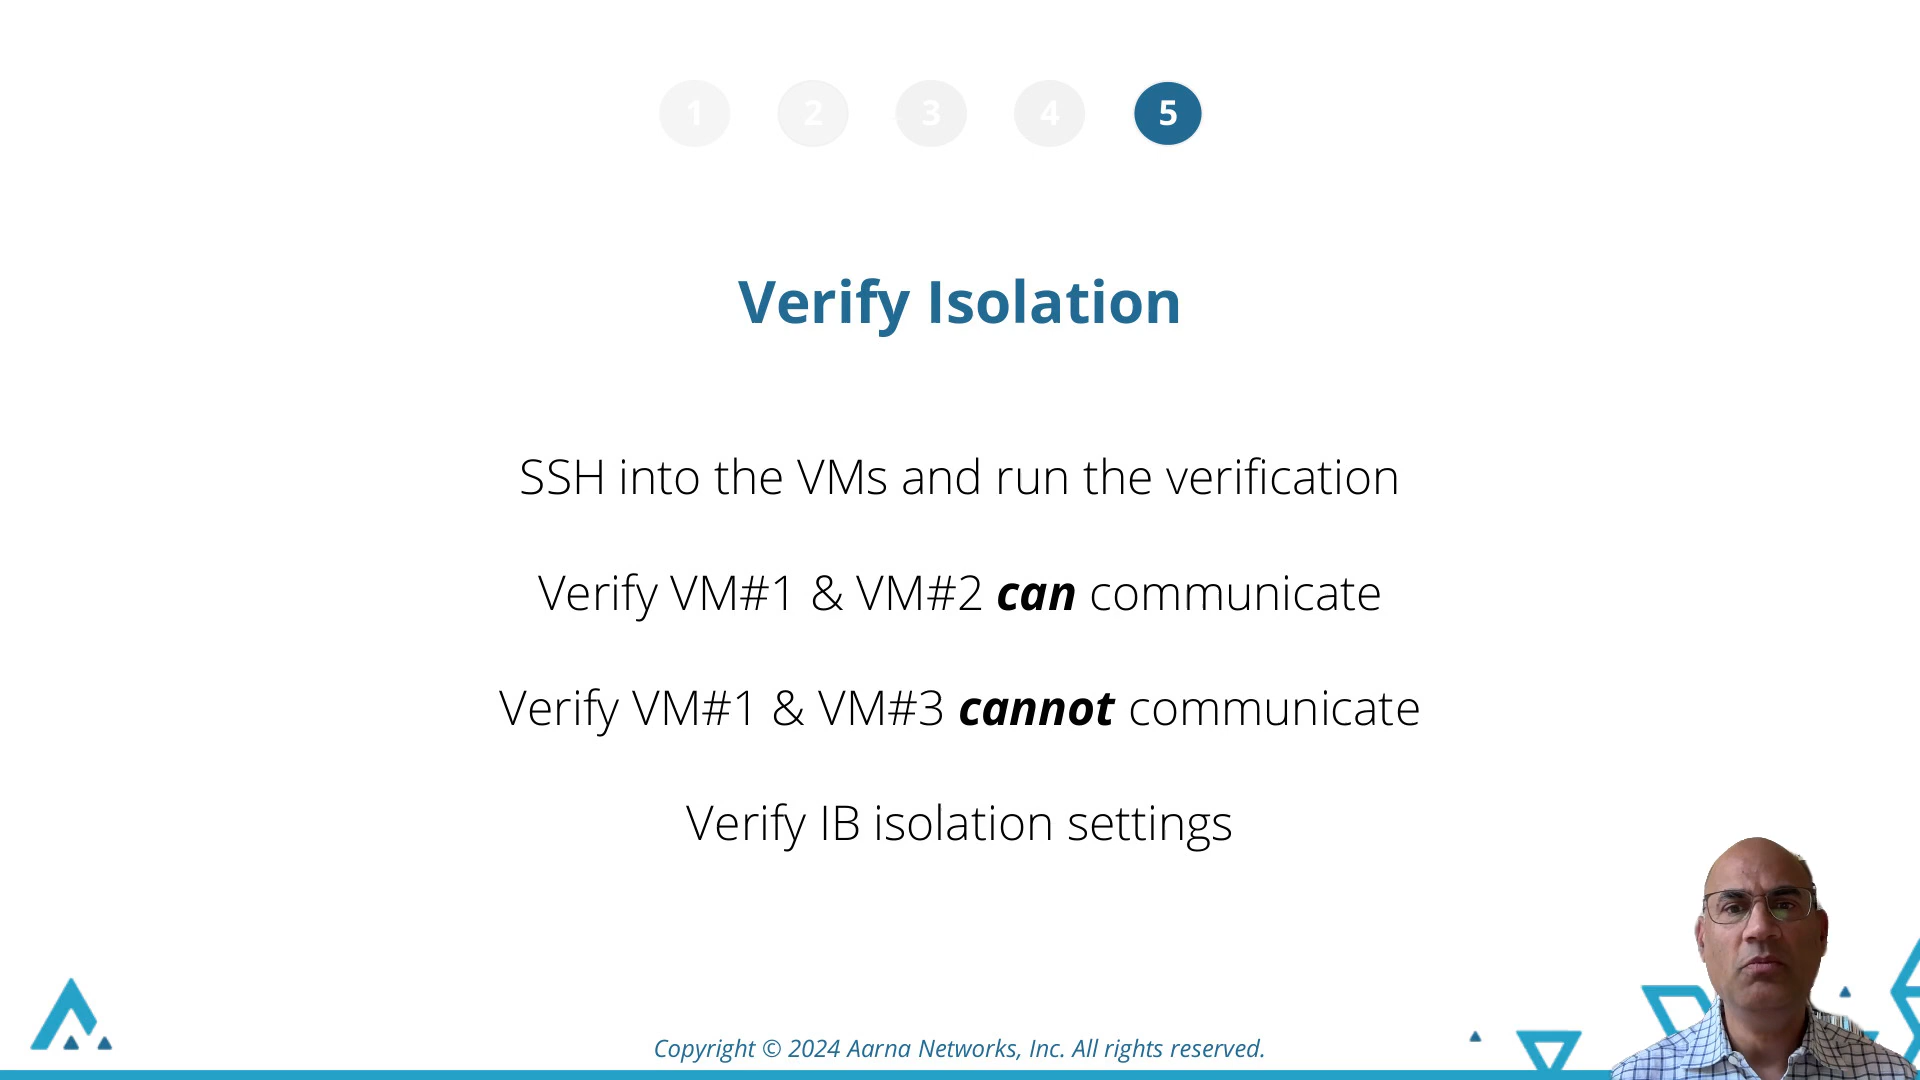 1 2 3 4 5
Verify Isolation
SSH into the VMs and run the verification
Verify VM#1 & VM#2 can communicate
Verify VM#1 & VM#3 cannot communicate
Verify IB isolation settings
Copyright © 2024 Aarna Networks, Inc. All rights reserved.